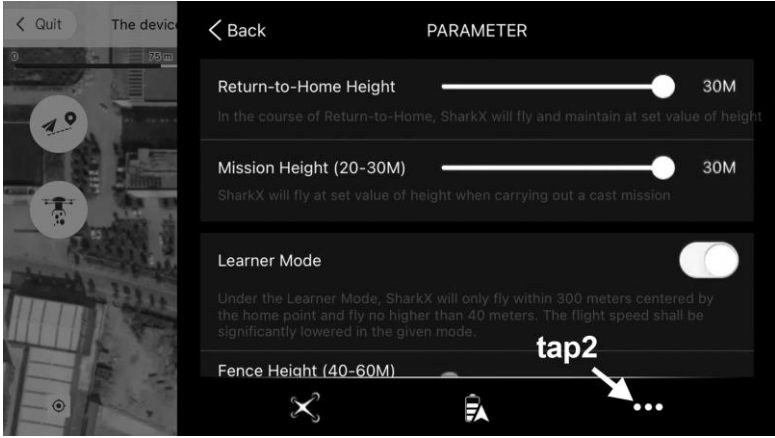 Quit
The device
0
75 m
Back
PARAMETER
Return-to-Home Height
30M
In the course of Return-to-Home, SharkX will fly and maintain at set value of height
Mission Height (20-30M)
30M
SharkX will fly at set value of height when carrying out a cast mission
Learner Mode
Under the Learner Mode, SharkX will only fly within 300 meters centered by
the home point and fly no higher than 40 meters. The flight speed shall be
significantly lowered in the given mode.
Fence Height (40-60M)
tap2